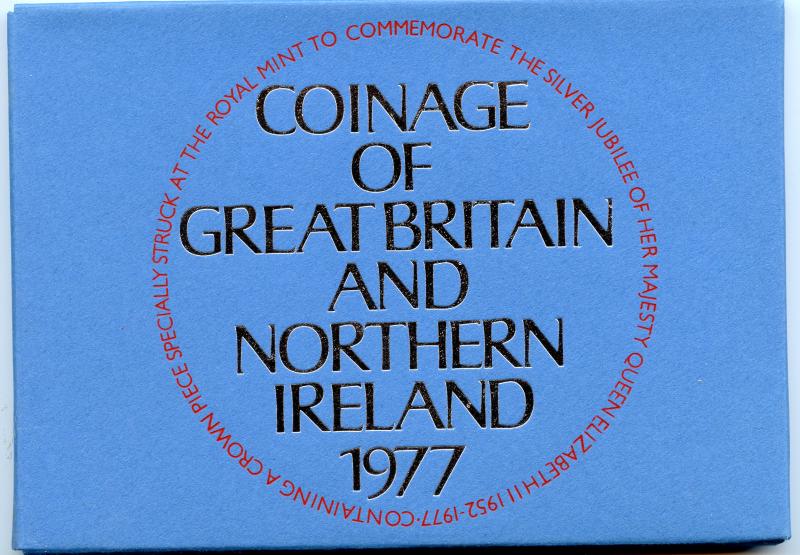 COINAGE
OF
GREAT BRITAIN
AND
NORTHERN
IRELAND
1977
CONTAINING A CROWN PIECE SPECIALLY STRUCK AT THE ROYAL MINT TO COMMEMORATE THE SILVER JUBILEE OF HER MAJESTY QUEEN ELIZABETH II 1952-1977·